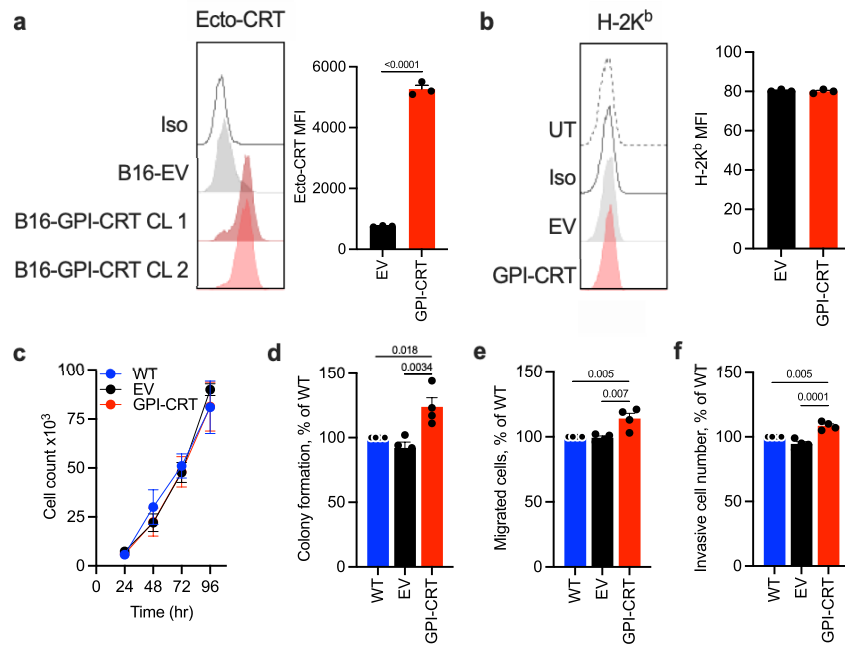 a
Ecto-CRT
Iso
B16-EV
B16-GPI-CRT CL 1
B16-GPI-CRT CL 2
Ecto-CRT MFI
6000
4000
2000
0
<0.0001
EV
GPI-CRT
b
H-2Kᵇ
UT
Iso
EV
GPI-CRT
H-2Kᵇ MFI
100
80
60
40
20
0
EV
GPI-CRT
c
Cell count x10³
100
75
50
25
0
WT
EV
GPI-CRT
0 24 48 72 96
Time (hr)
d
Colony formation, % of WT
150
100
50
0
0.018
0.0034
WT
EV
GPI-CRT
e
Migrated cells, % of WT
150
100
50
0
0.005
0.007
WT
EV
GPI-CRT
f
Invasive cell number, % of WT
150
100
50
0
0.005
0.0001
WT
EV
GPI-CRT